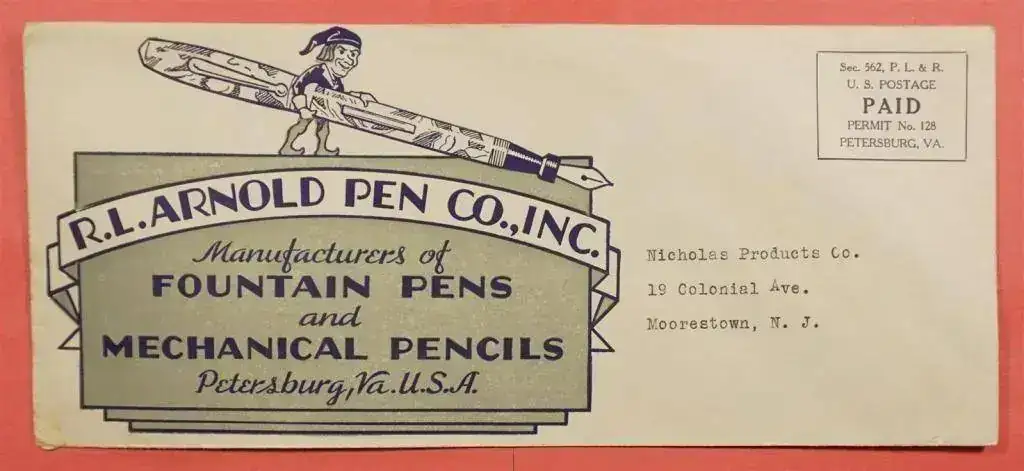 R.L. ARNOLD PEN CO., INC.
Manufacturers of
FOUNTAIN PENS
and
MECHANICAL PENCILS
Petersburg, Va. U.S.A.
Sec. 562, P. L. & R.
U. S. POSTAGE
PAID
PERMIT No. 128
PETERSBURG, VA.
Nicholas Products Co.
19 Colonial Ave.
Moorestown, N. J.